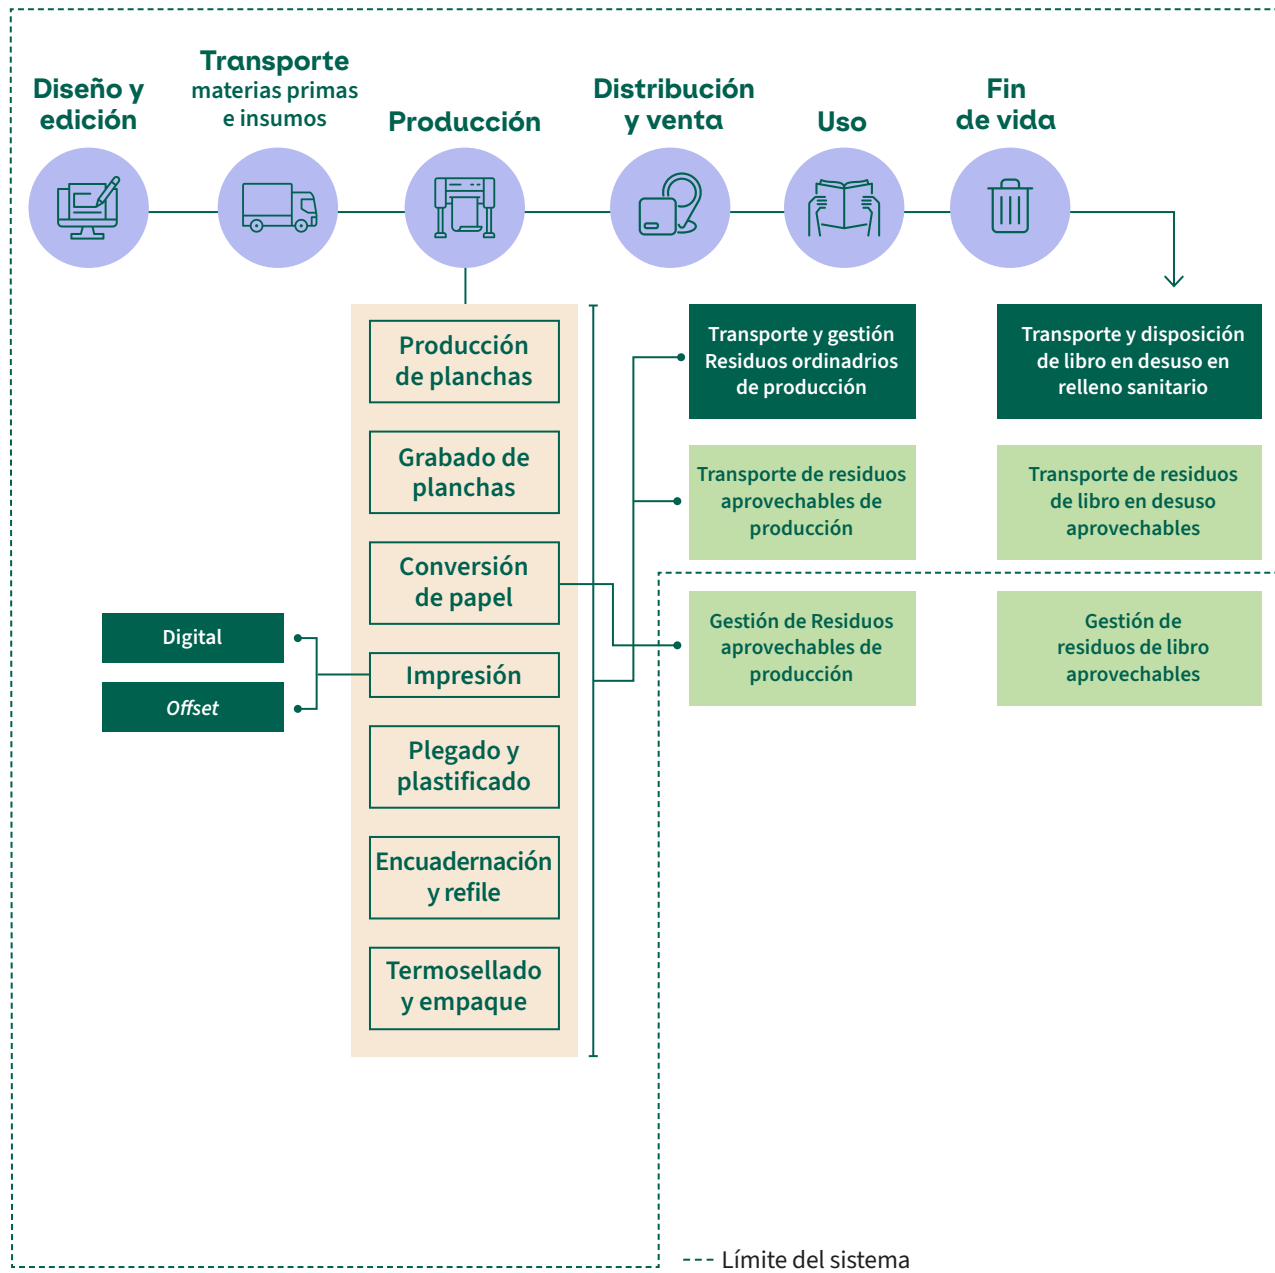 Diseño y
edición
Transporte
materias primas
e insumos
Producción
Distribución
y venta
Uso
Fin
de vida
Producción
de planchas
Grabado de
planchas
Conversión
de papel
Impresión
Plegado y
plastificado
Encuadernación
y refile
Termosellado
y empaque
Digital
Offset
Transporte y gestión
Residuos ordinadrios
de producción
Transporte de residuos
aprovechables de
producción
Gestión de Residuos
aprovechables de
producción
Transporte y disposición
de libro en desuso en
relleno sanitario
Transporte de residuos
de libro en desuso
aprovechables
Gestión de
residuos de libro
aprovechables
Límite del sistema